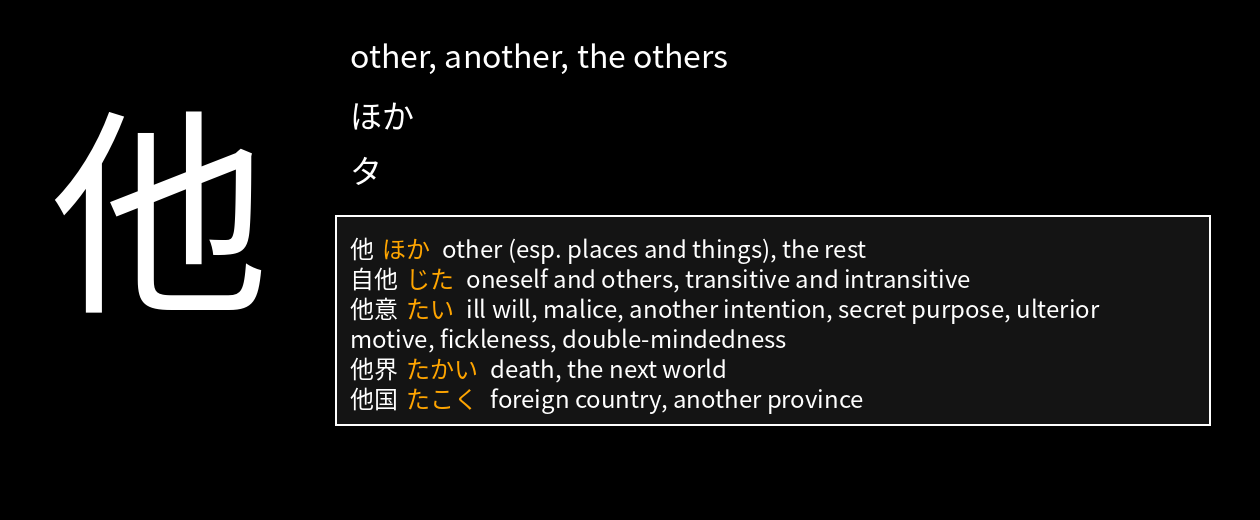 他
other, another, the others
ほか
タ
他 ほか other (esp. places and things), the rest
自他 じた oneself and others, transitive and intransitive
他意 たい ill will, malice, another intention, secret purpose, ulterior
motive, fickleness, double-mindedness
他界 たかい death, the next world
他国 たこく foreign country, another province